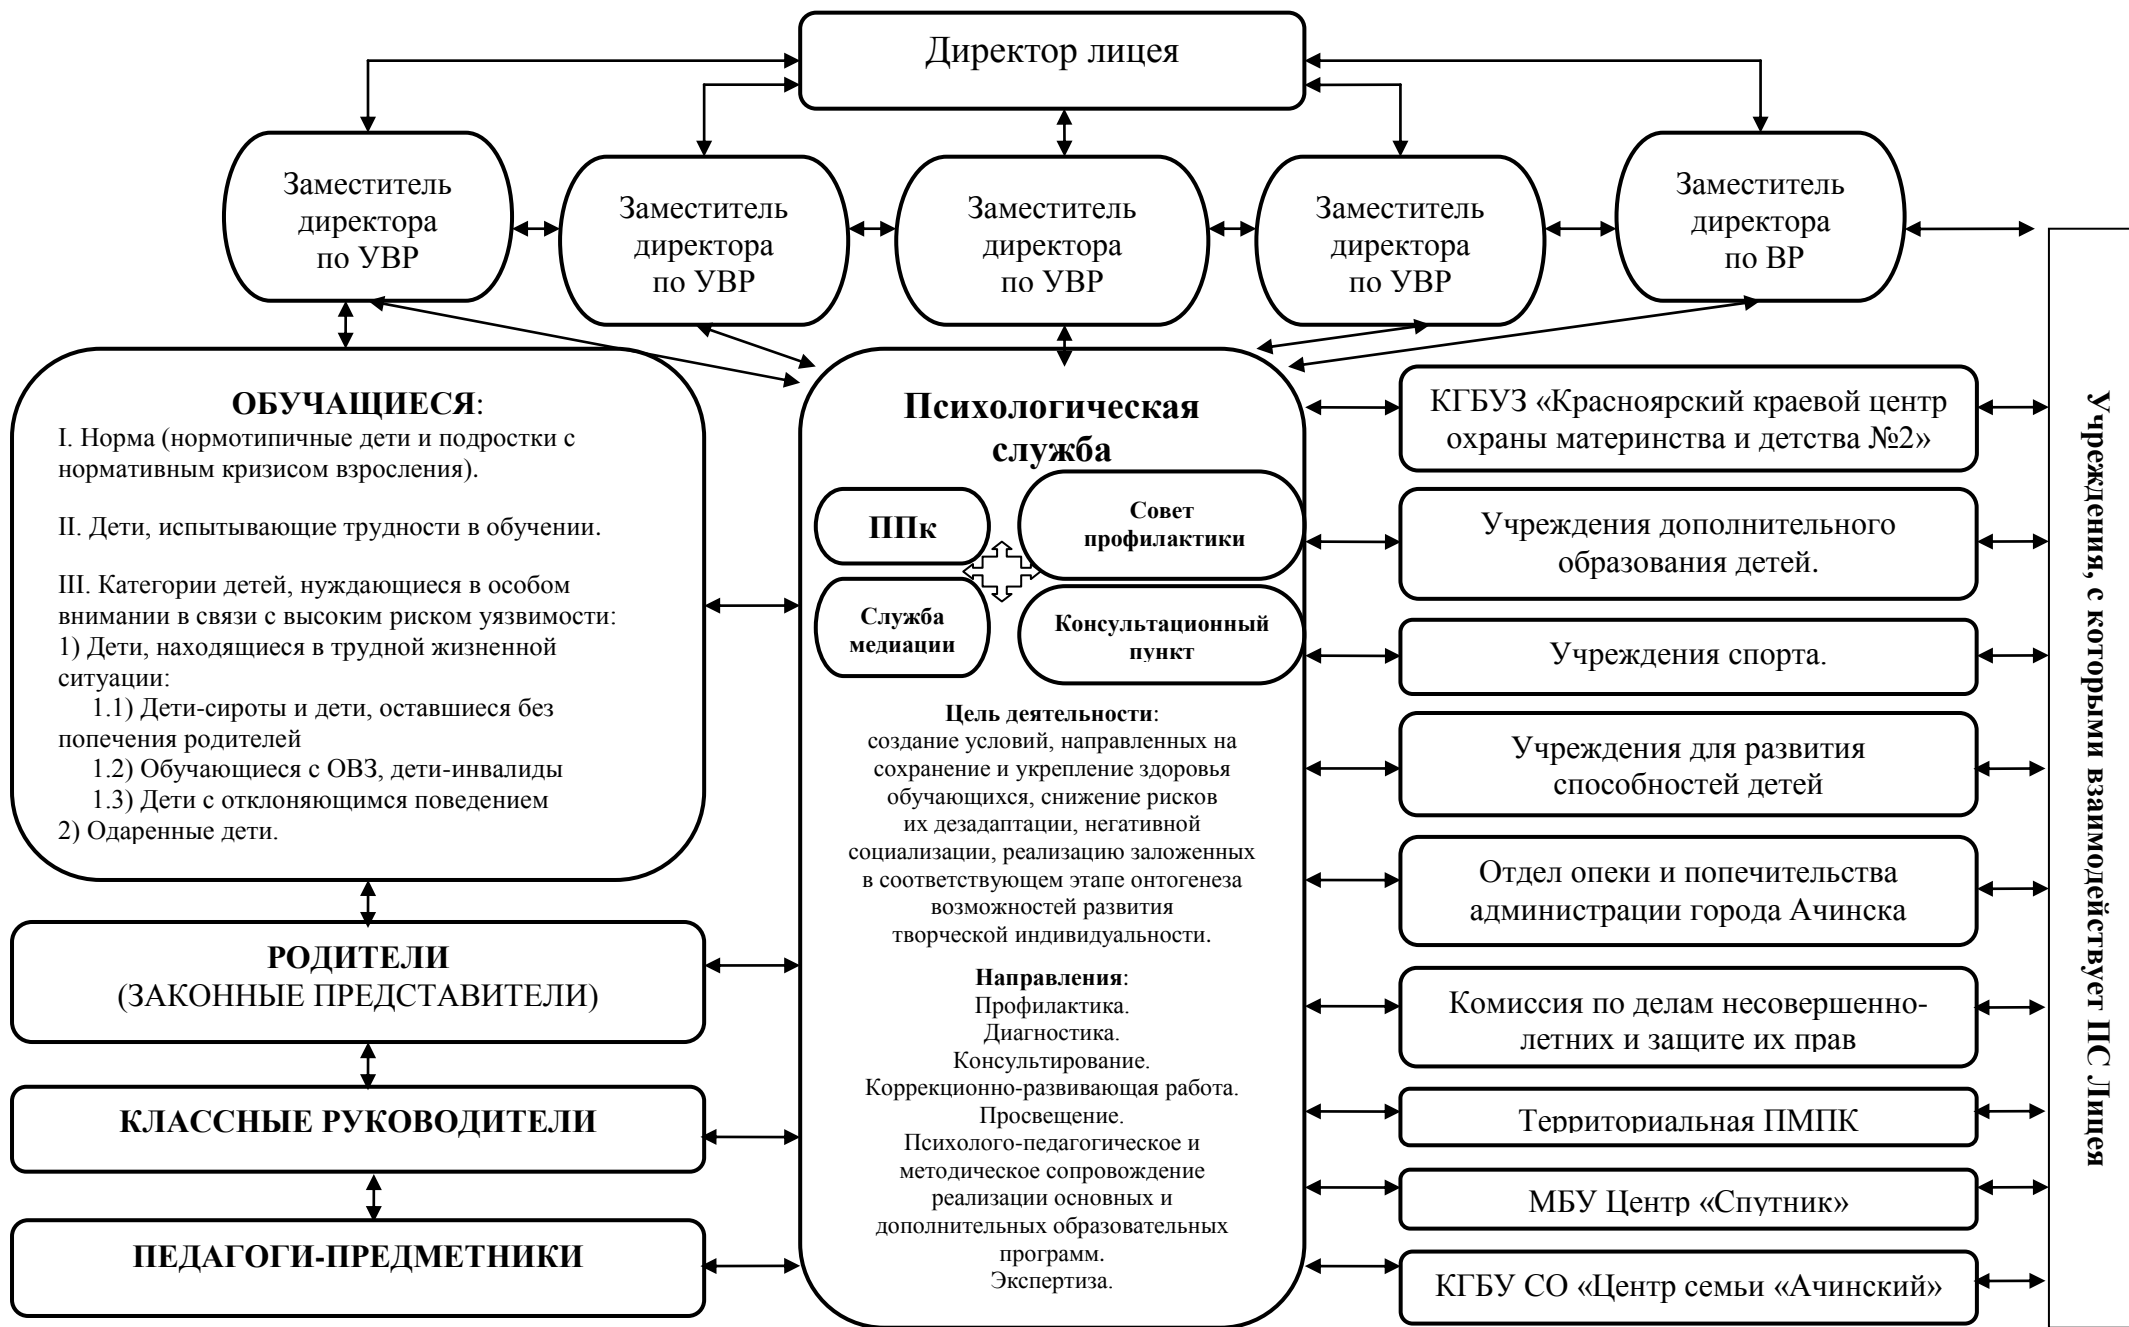 Директор лицея
Заместитель
директора
по УВР
Заместитель
директора
по УВР
Заместитель
директора
по УВР
Заместитель
директора
по УВР
Заместитель
директора
по ВР
ОБУЧАЩИЕСЯ:
I. Норма (нормотипичные дети и подростки с
нормативным кризисом взросления).
II. Дети, испытывающие трудности в обучении.
III. Категории детей, нуждающиеся в особом
внимании в связи с высоким риском уязвимости:
1) Дети, находящиеся в трудной жизненной
ситуации:
1.1) Дети-сироты и дети, оставшиеся без
попечения родителей
1.2) Обучающиеся с ОВЗ, дети-инвалиды
1.3) Дети с отклоняющимся поведением
2) Одаренные дети.
РОДИТЕЛИ
(ЗАКОННЫЕ ПРЕДСТАВИТЕЛИ)
КЛАССНЫЕ РУКОВОДИТЕЛИ
ПЕДАГОГИ-ПРЕДМЕТНИКИ
Психологическая
служба
ППк
Совет
профилактики
Служба
медиации
Консультационный
пункт
Цель деятельности:
создание условий, направленных на
сохранение и укрепление здоровья
обучающихся, снижение рисков
их дезадаптации, негативной
социализации, реализацию заложенных
в соответствующем этапе онтогенеза
возможностей развития
творческой индивидуальности.
Направления:
Профилактика.
Диагностика.
Консультирование.
Коррекционно-развивающая работа.
Просвещение.
Психолого-педагогическое и
методическое сопровождение
реализации основных и
дополнительных образовательных
программ.
Экспертиза.
КГБУЗ «Красноярский краевой центр
охраны материнства и детства №2»
Учреждения дополнительного
образования детей.
Учреждения спорта.
Учреждения для развития
способностей детей
Отдел опеки и попечительства
администрации города Ачинска
Комиссия по делам несовершенно-
летних и защите их прав
Территориальная ПМПК
МБУ Центр «Спутник»
КГБУ СО «Центр семьи «Ачинский»
Учреждения, с которыми взаимодействует ПС Лицея